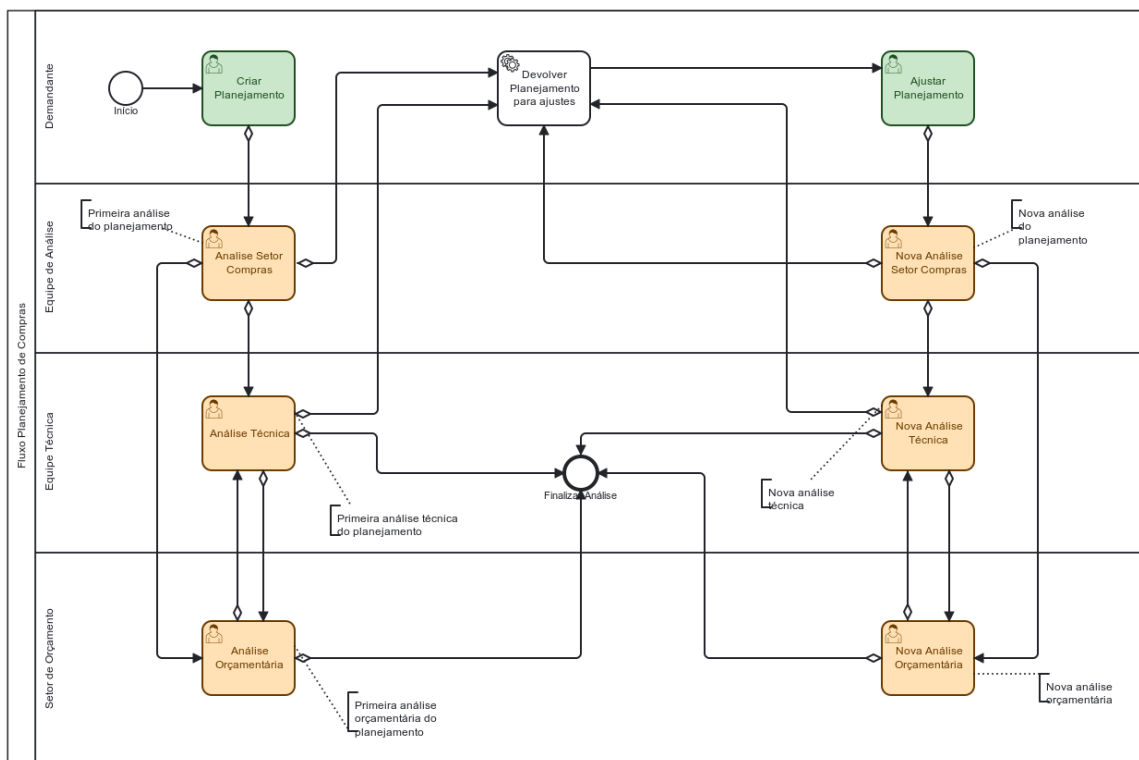 Fluxo Planejamento de Compras
Demandante
Início
Criar
Planejamento
Devolver
Planejamento
para ajustes
Ajustar
Planejamento
Equipe de Análise
Primeira análise
do planejamento
Analise Setor
Compras
Nova Análise
Setor Compras
Nova análise
do
planejamento
Equipe Técnica
Análise Técnica
Primeira análise técnica
do planejamento
Finalizar Análise
Nova análise
técnica
Nova Análise
Técnica
Setor de Orçamento
Análise
Orçamentária
Primeira análise
orçamentária do
planejamento
Nova Análise
Orçamentária
Nova análise
orçamentária